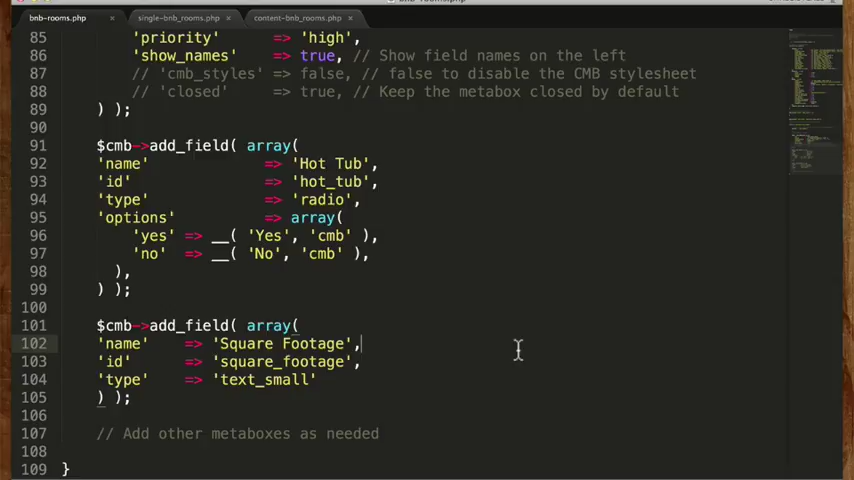 bnb-rooms.php × single-bnb_rooms.php × content-bnb_rooms.php ×
85 'priority' => 'high',
86 'show_names' => true, // Show field names on the left
87 // 'cmb_styles' => false, // false to disable the CMB stylesheet
88 // 'closed' => true, // Keep the metabox closed by default
89 ) );
90
91 $cmb->add_field( array(
92 'name' => 'Hot Tub',
93 'id' => 'hot_tub',
94 'type' => 'radio',
95 'options' => array(
96 'yes' => __( 'Yes', 'cmb' ),
97 'no' => __( 'No', 'cmb' ),
98 ),
99 ) );
100
101 $cmb->add_field( array(
102 'name' => 'Square Footage',
103 'id' => 'square_footage',
104 'type' => 'text_small'
105 ) );
106
107 // Add other metaboxes as needed
108
109 }